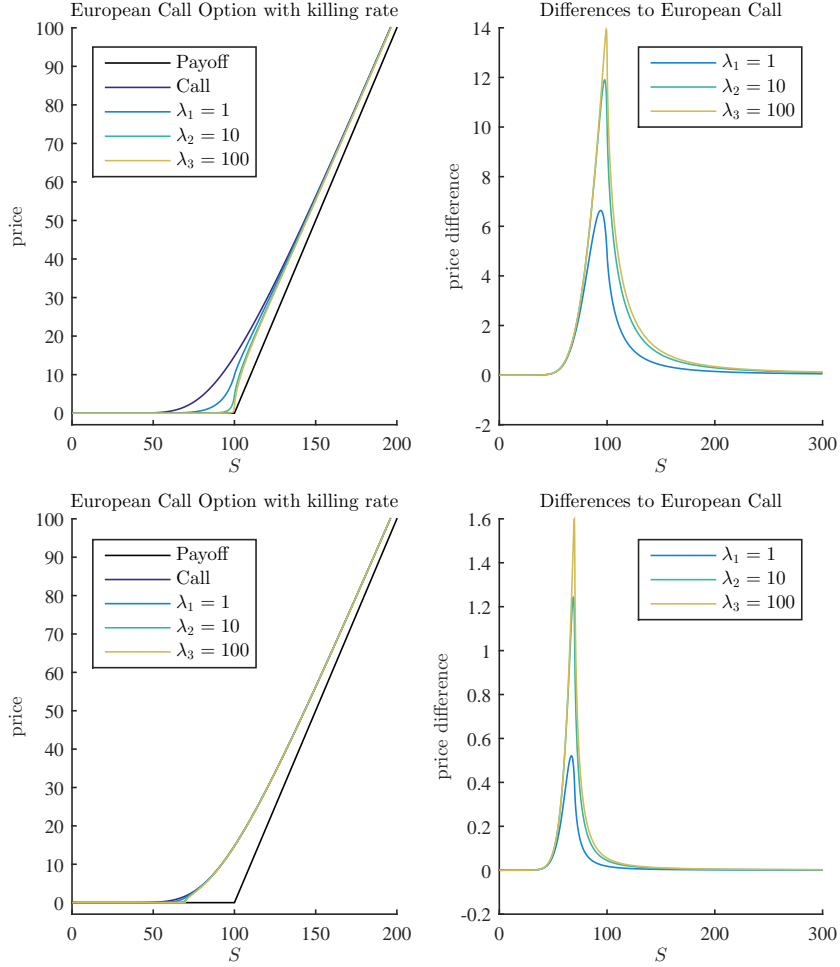 European Call Option with killing rate
100
90
80
70
60
50
40
30
20
10
0
price
Payoff
Call
λ₁ = 1
λ₂ = 10
λ₃ = 100
0 50 100 150 200
S
Differences to European Call
14
12
10
8
6
4
2
0
-2
price difference
λ₁ = 1
λ₂ = 10
λ₃ = 100
0 100 200 300
S
European Call Option with killing rate
100
90
80
70
60
50
40
30
20
10
0
price
Payoff
Call
λ₁ = 1
λ₂ = 10
λ₃ = 100
0 50 100 150 200
S
Differences to European Call
1.6
1.4
1.2
1
0.8
0.6
0.4
0.2
0
-0.2
price difference
λ₁ = 1
λ₂ = 10
λ₃ = 100
0 100 200 300
S